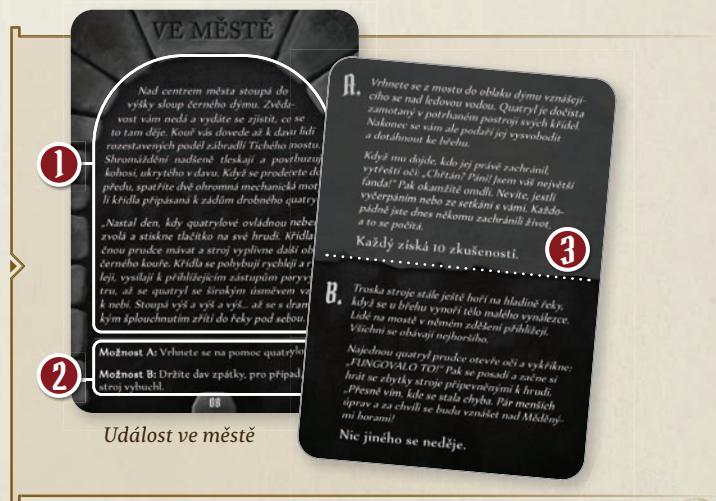 VE MĚSTĚ
Nad centrem města stoupá do
výšky sloup černého dýmu. Zvěda-
vost vám nedá a vydáte se zjistit, co se
to tam děje. Kouř vás dovede až k davu lidí
rozestavených podél zábradlí Tichého mostu.
Shromáždění nadšeně tleskají a povzbuzuj
kohosi, ukrytého v davu. Když se proderete do
předu, spatříte dvě ohromná mechanická mot
lí křídla připásaná k zádům drobného quatry
„Nastal den, kdy quatrylové ovládnou nebe
zvolá a stiskne tlačítko na své hrudi. Křídla
čnou prudce mávat a stroj vyplivne další ob
černého kouře. Křídla se pohybují rychleji a r
leji, vysílají k přihlížejícím zástupům poryv
tru, až se quatryl se širokým úsměvem vz
k nebi. Stoupá výš a výš a výš... až se s dram
kým šplouchnutím zřítí do řeky pod sebou.
Možnost A: Vrhnete se na pomoc quatrylo
Možnost B: Držíte dav zpátky, pro případ,
stroj vybuchl.
08
1
2
Událost ve městě
A. Vrhnete se z mostu do oblaku dýmu vznášejí-
cího se nad ledovou vodou. Quatryl je dočista
zamotaný v potrhaném postroji svých křídel.
Nakonec se vám ale podaří jej vysvobodit
a dotáhnout ke břehu.
Když mu dojde, kdo jej právě zachránil,
vytřeští oči: „Chřtán? Páni! Jsem váš největší
fanda!“ Pak okamžitě omdlí. Nevíte, jestli
vyčerpáním nebo ze setkání s vámi. Každo-
pádně jste dnes někomu zachránili život,
a to se počítá.
Každý získá 10 zkušeností.
3
B. Troska stroje stále ještě hoří na hladině řeky,
když se u břehu vynoří tělo malého vynálezce.
Lidé na mostě v němém zděšení přihlížejí.
Všichni se obávají nejhoršího.
Najednou quatryl prudce otevře oči a vykřikne:
„FUNGOVALO TO!“ Pak se posadí a začne si
hrát se zbytky stroje připevněnými k hrudi.
„Přesně vím, kde se stala chyba. Pár menších
úprav a za chvíli se budu vznášet nad Měděný-
mi horami!
Nic jiného se neděje.